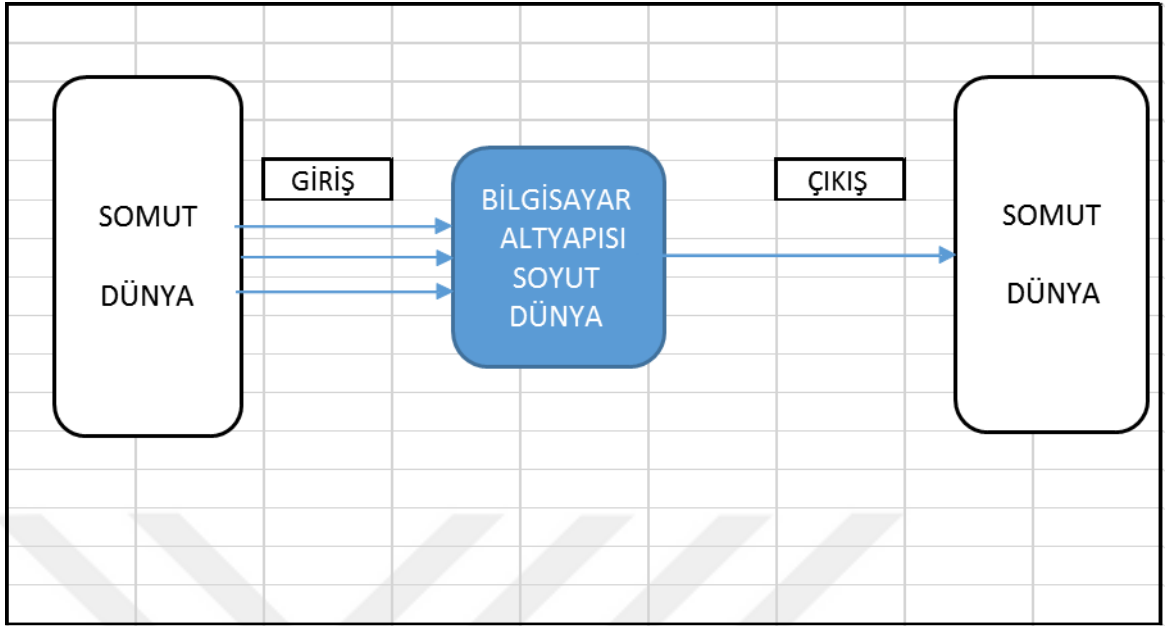 SOMUT
DÜNYA
GİRİŞ
BİLGİSAYAR
ALTYAPISI
SOYUT
DÜNYA
ÇIKIŞ
SOMUT
DÜNYA